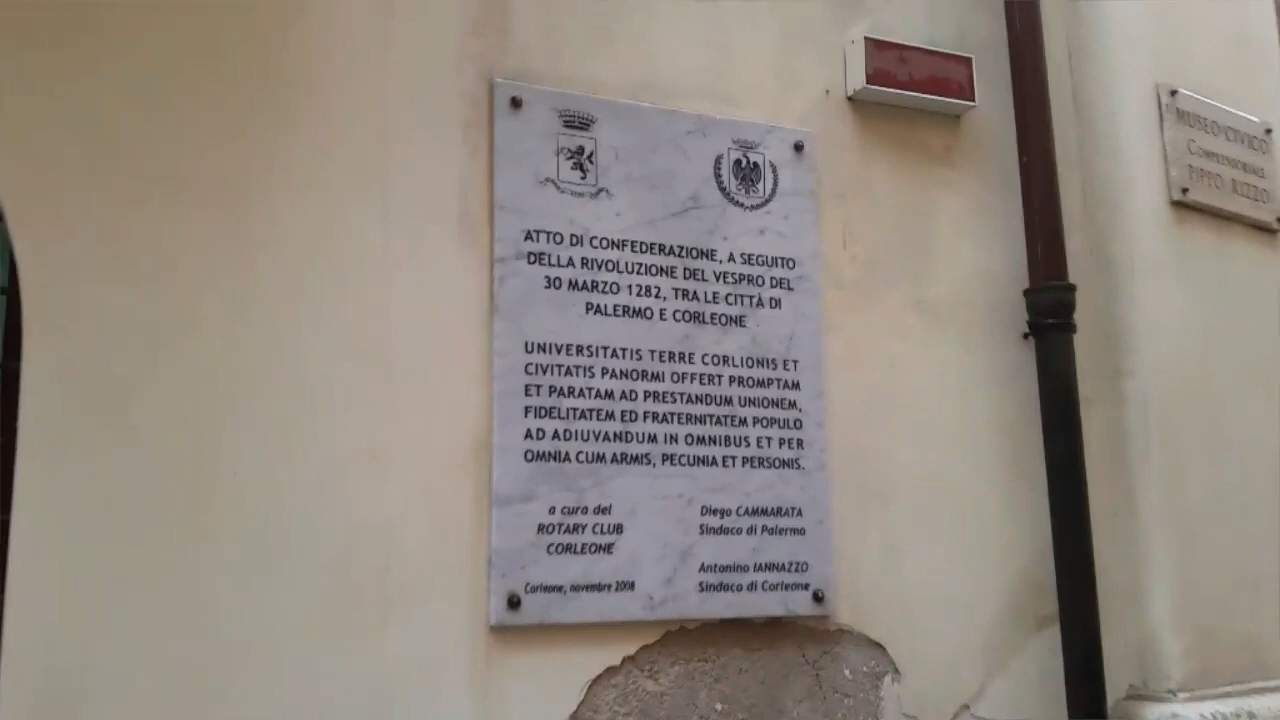 ATTO DI CONFEDERAZIONE, A SEGUITO
DELLA RIVOLUZIONE DEL VESPRO DEL
30 MARZO 1282, TRA LE CITTÀ DI
PALERMO E CORLEONE
UNIVERSITATIS TERRE CORLIONIS ET
CIVITATIS PANORMI OFFERT PROMPTAM
ET PARATAM AD PRESTANDUM UNIONEM,
FIDELITATEM ED FRATERNITATEM POPULO
AD ADIUVANDUM IN OMNIBUS ET PER
OMNIA CUM ARMIS, PECUNIA ET PERSONIS.
a cura del
ROTARY CLUB
CORLEONE
Corleone, novembre 2008
Diego CAMMARATA
Sindaco di Palermo
Antonino IANNAZZO
Sindaco di Corleone
MUSEO CIVICO
COMPRENSORIALE
PIPPO RIZZO